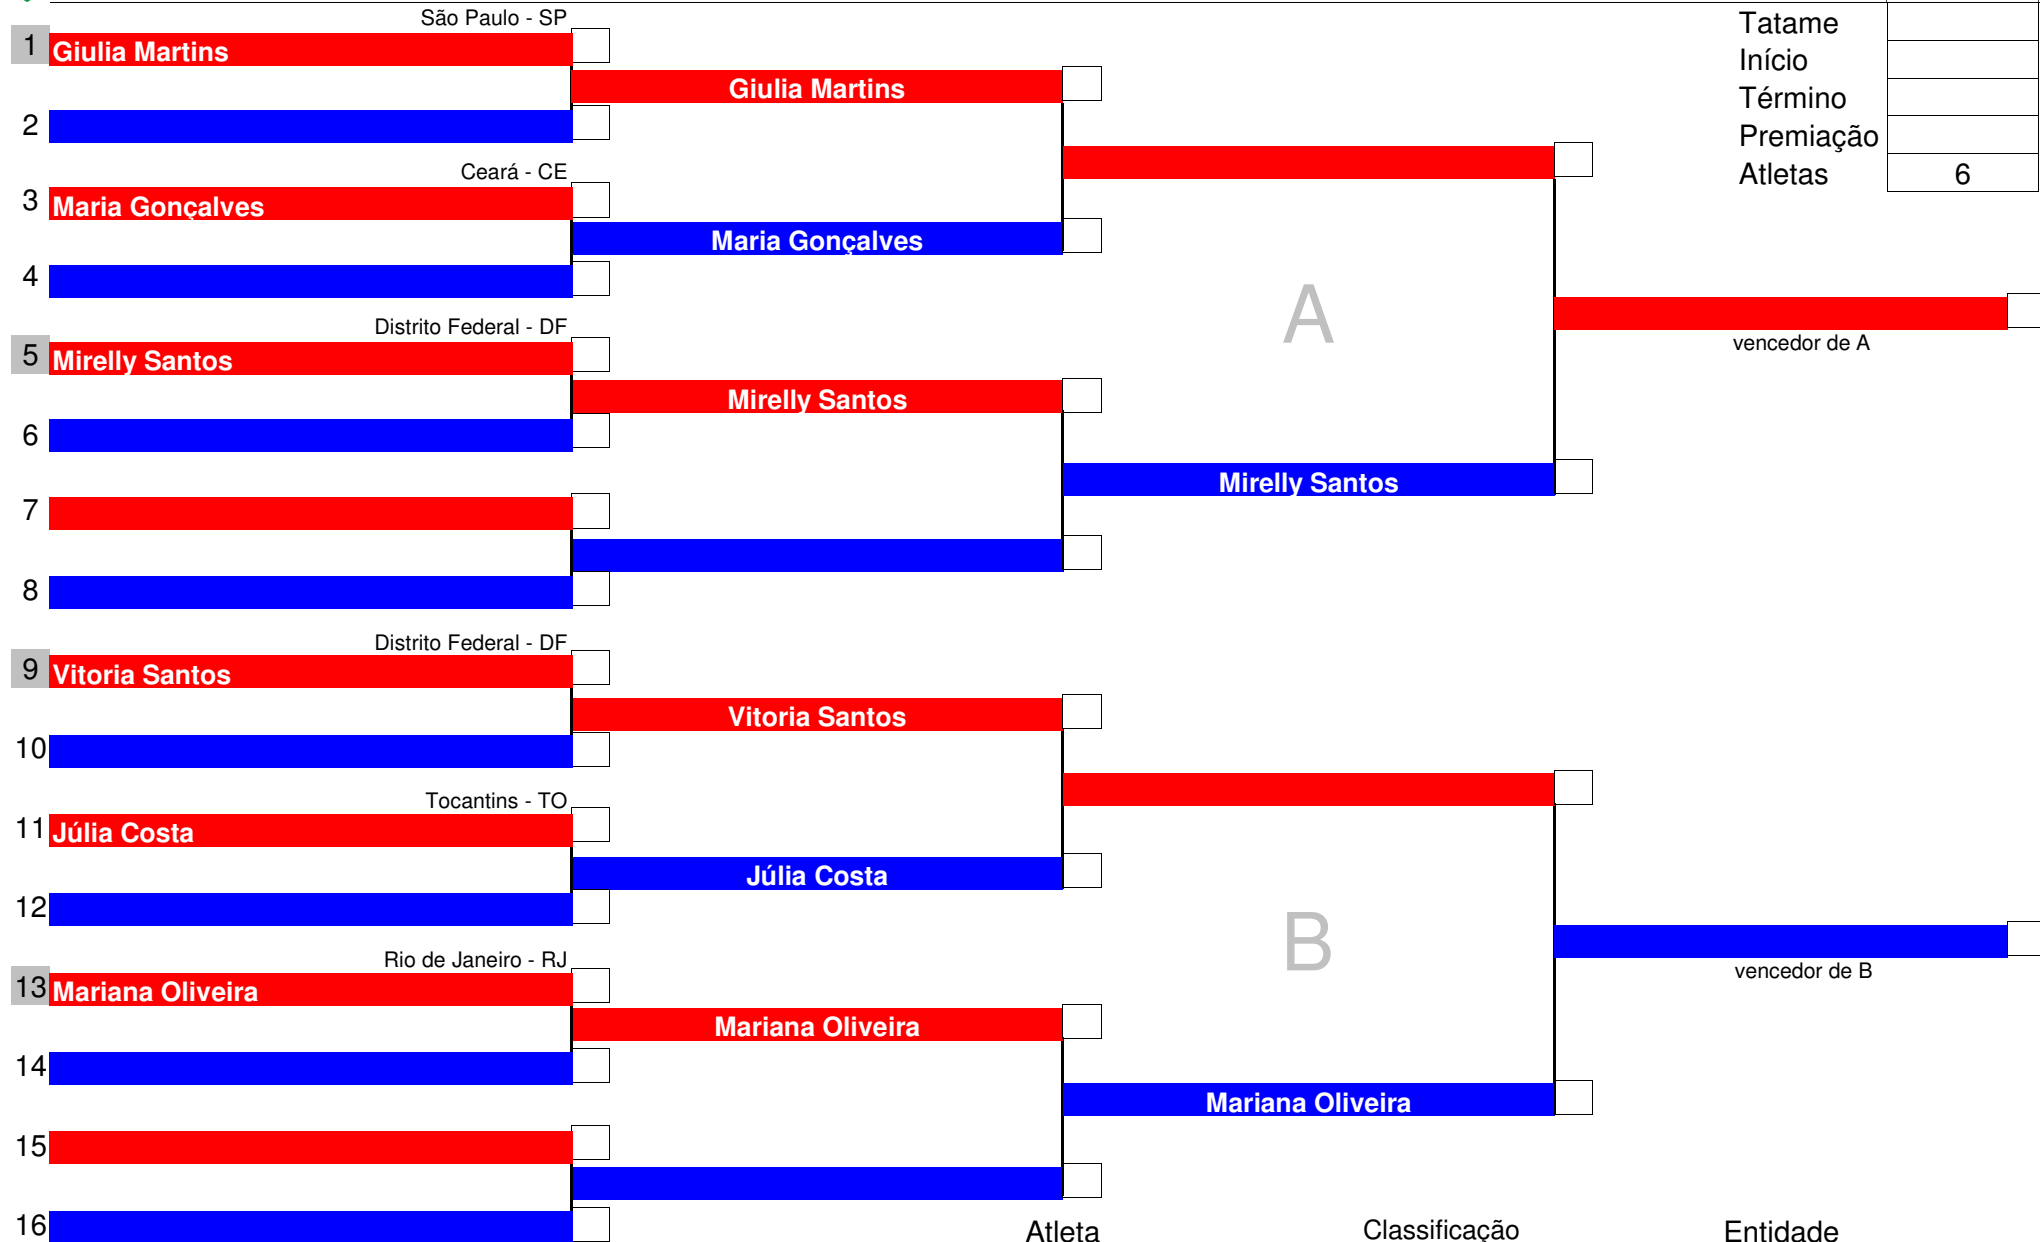 São Paulo - SP
1 Giulia Martins
Giulia Martins
2
Ceará - CE
3 Maria Gonçalves
Maria Gonçalves
4
Distrito Federal - DF
5 Mirelly Santos
Mirelly Santos
6
7
Mirelly Santos
8
A
vencedor de A
Distrito Federal - DF
9 Vitoria Santos
Vitoria Santos
10
Tocantins - TO
11 Júlia Costa
Júlia Costa
12
B
vencedor de B
Rio de Janeiro - RJ
13 Mariana Oliveira
Mariana Oliveira
14
Mariana Oliveira
15
16
Tatame
Início
Término
Premiação
Atletas 6
Atleta Classificação Entidade